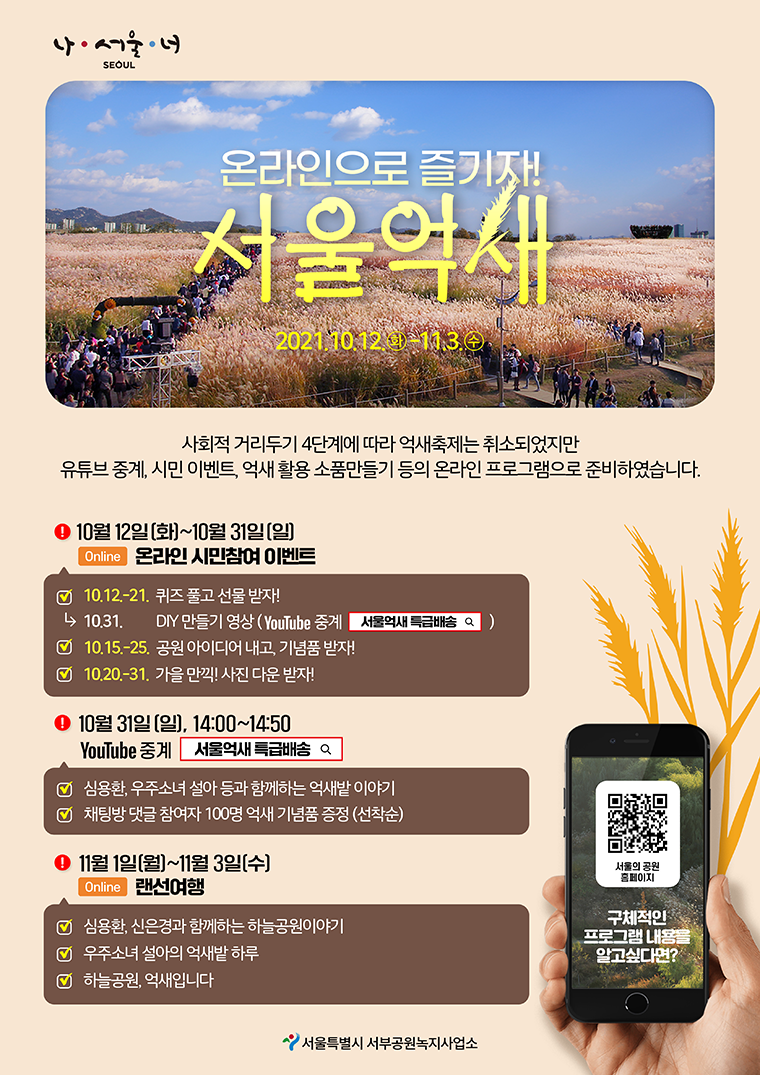 나·서울·너
SEOUL
온라인으로 즐기자!
서울억새
2021.10.12.㊋-11.3.㊌
사회적 거리두기 4단계에 따라 억새축제는 취소되었지만
유튜브 중계, 시민 이벤트, 억새 활용 소품만들기 등의 온라인 프로그램으로 준비하였습니다.
10월 12일(화)~10월 31일(일)
Online 온라인 시민참여 이벤트
10.12.-21. 퀴즈 풀고 선물 받자!
10.31. DIY 만들기 영상 ( YouTube 중계 서울억새 특급배송 )
10.15.-25. 공원 아이디어 내고, 기념품 받자!
10.20.-31. 가을 만끽! 사진 다운 받자!
10월 31일 (일), 14:00~14:50
YouTube 중계 서울억새 특급배송
심용환, 우주소녀 설아 등과 함께하는 억새밭 이야기
채팅방 댓글 참여자 100명 억새 기념품 증정 (선착순)
11월 1일(월)~11월 3일(수)
Online 랜선여행
심용환, 신은경과 함께하는 하늘공원이야기
우주소녀 설아의 억새밭 하루
하늘공원, 억새입니다
서울의 공원
홈페이지
구체적인
프로그램 내용을
알고싶다면?
서울특별시 서부공원녹지사업소